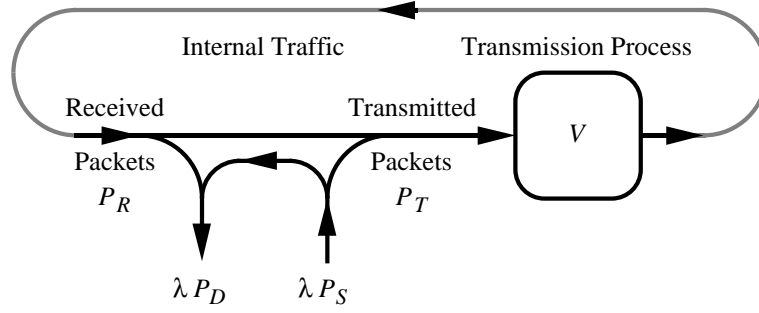 Internal Traffic
Transmission Process
Received
Transmitted
V
Packets
Packets
P_R
P_T
λ P_D
λ P_S